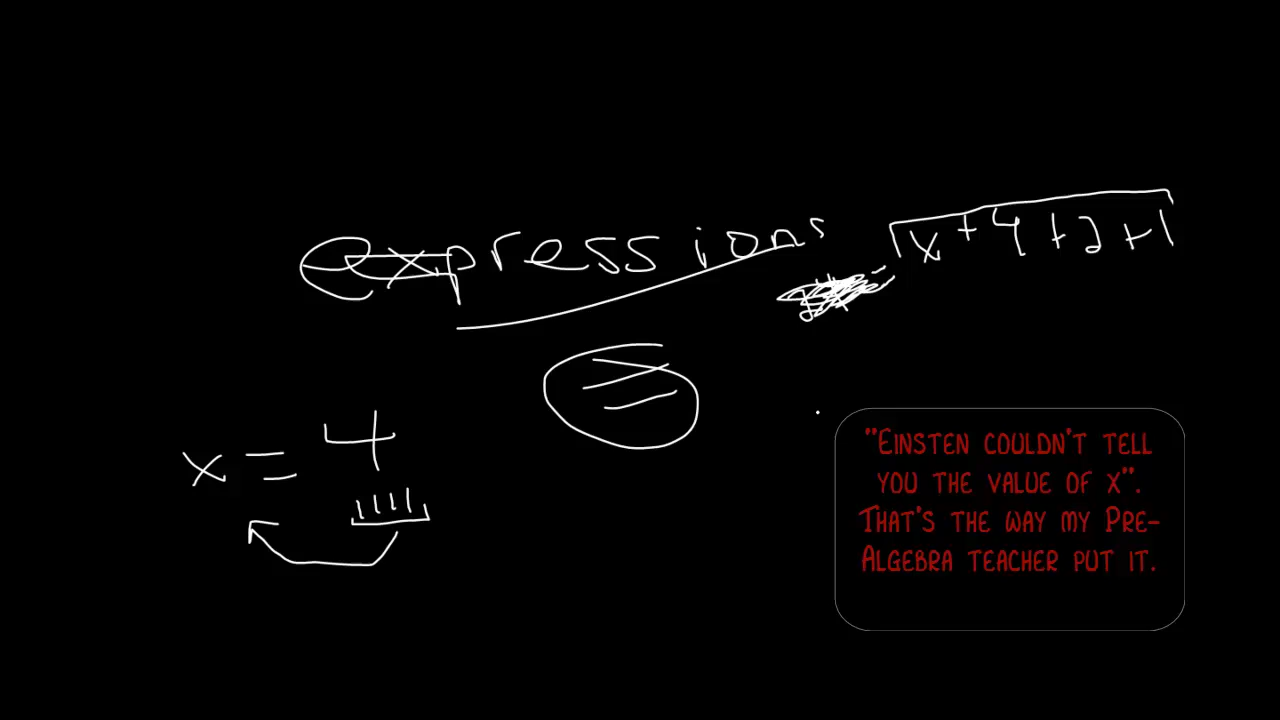 expressions
x+4+2+1
=
x = 4
"EINSTEN COULDN'T TELL
YOU THE VALUE OF X".
THAT'S THE WAY MY PRE-
ALGEBRA TEACHER PUT IT.